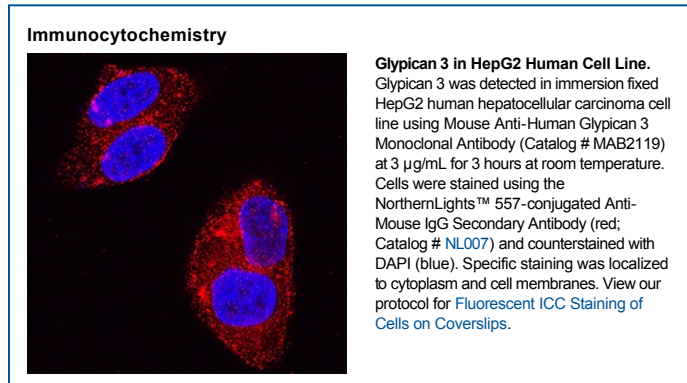 Immunocytochemistry
Glypican 3 in HepG2 Human Cell Line.
Glypican 3 was detected in immersion fixed
HepG2 human hepatocellular carcinoma cell
line using Mouse Anti-Human Glypican 3
Monoclonal Antibody (Catalog # MAB2119)
at 3 µg/mL for 3 hours at room temperature.
Cells were stained using the
NorthernLights™ 557-conjugated Anti-
Mouse IgG Secondary Antibody (red;
Catalog # NL007) and counterstained with
DAPI (blue). Specific staining was localized
to cytoplasm and cell membranes. View our
protocol for Fluorescent ICC Staining of
Cells on Coverslips.